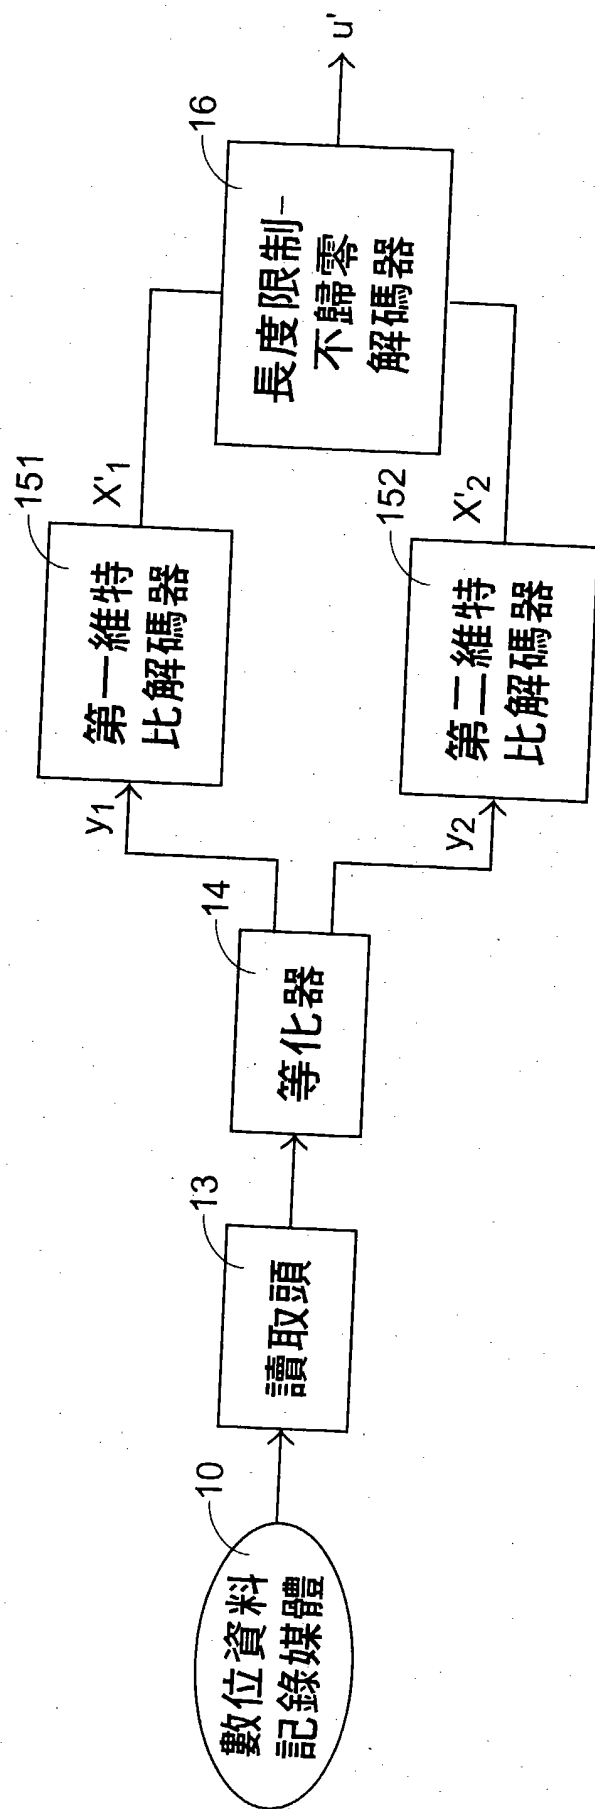 10
數位資料
記錄媒體
13
讀取頭
14
等化器
y1
151
第一維特
比解碼器
X'1
y2
152
第二維特
比解碼器
X'2
16
長度限制-
不歸零
解碼器
u'